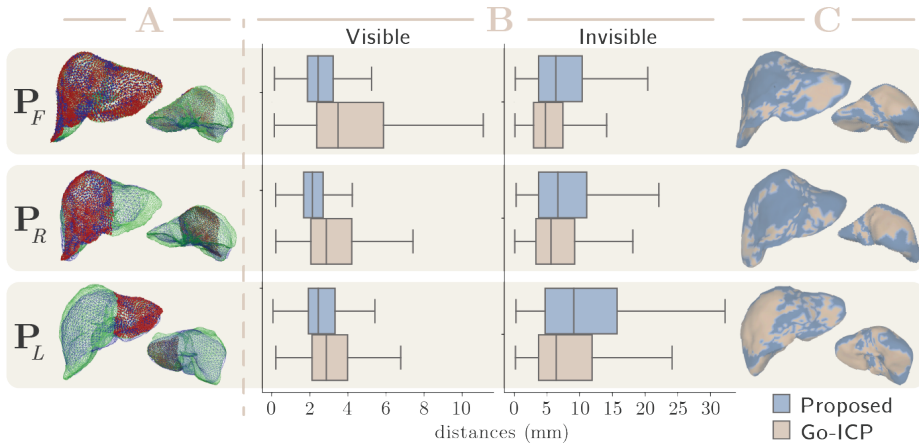 A B C
Visible Invisible
P_F
P_R
P_L
0 2 4 6 8 10 0 5 10 15 20 25 30
distances (mm)
Proposed
Go-ICP